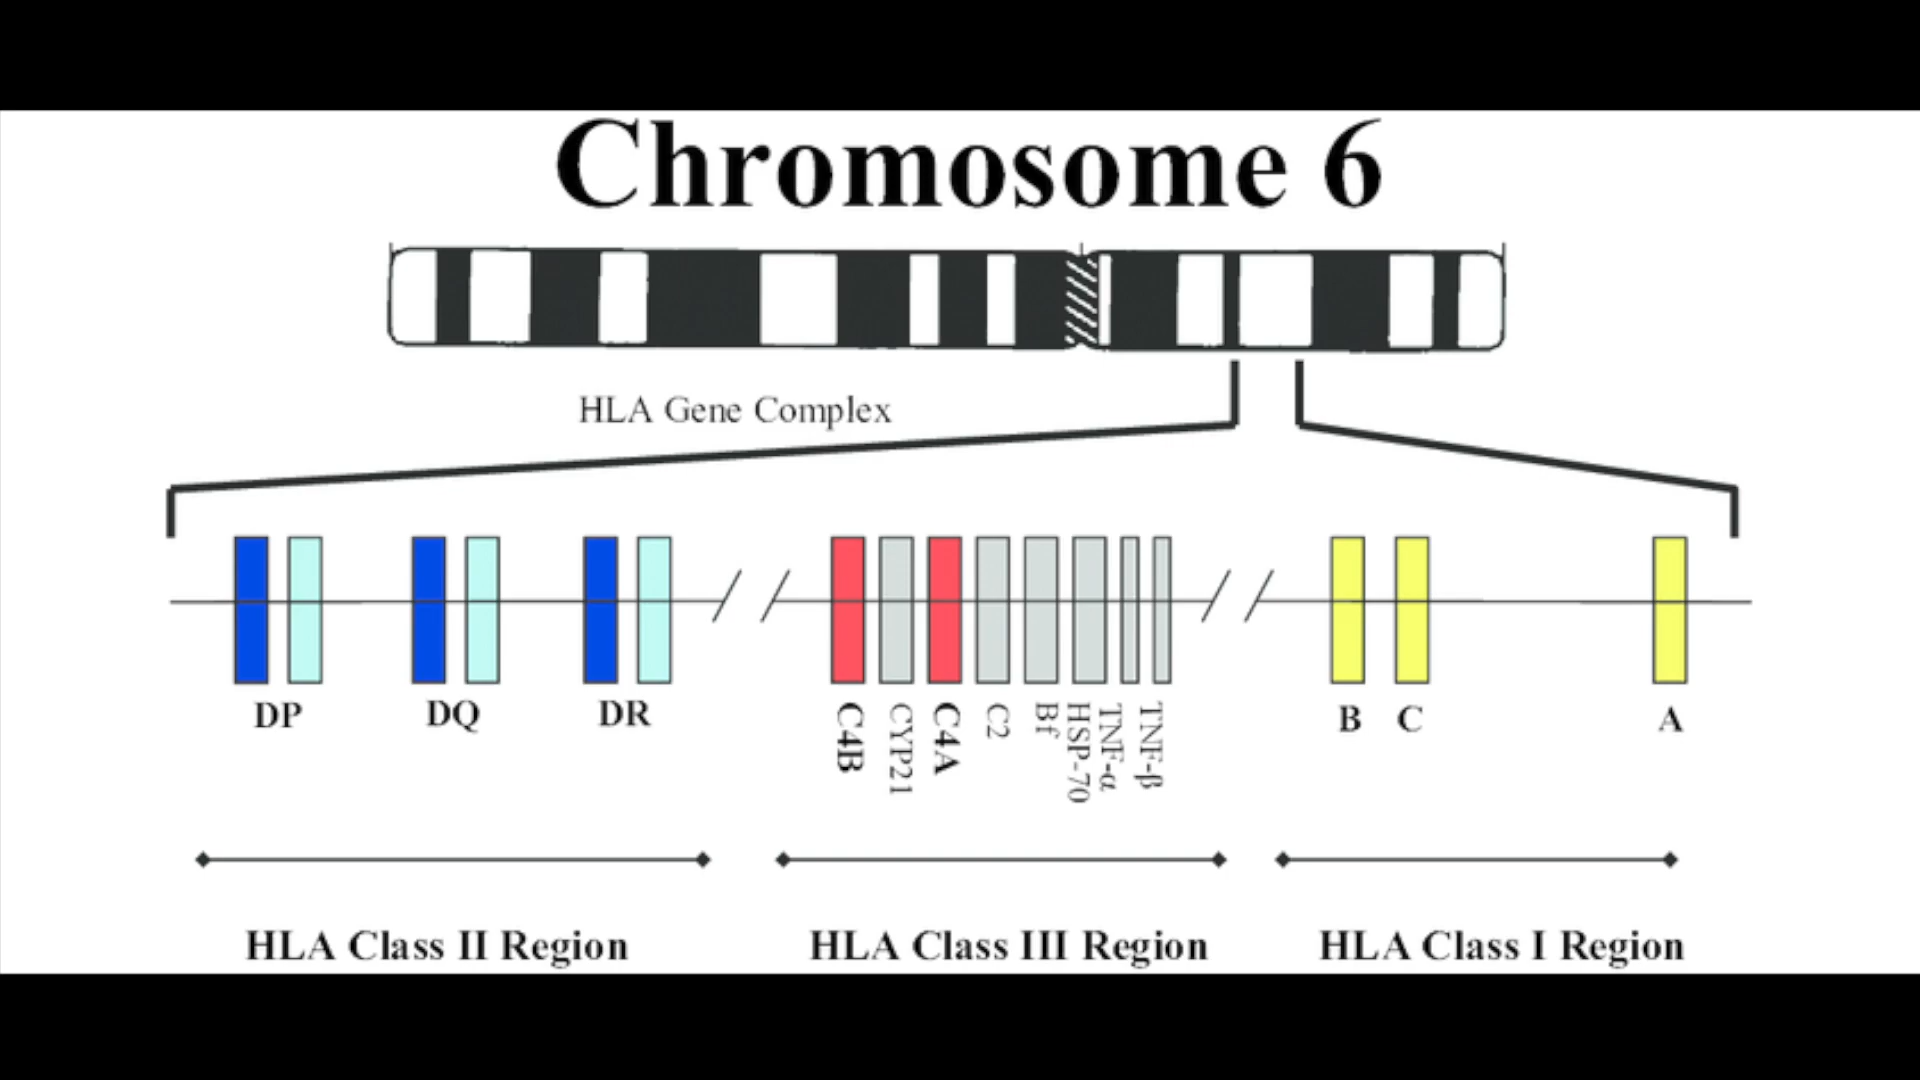 Chromosome 6
HLA Gene Complex
DP
DQ
DR
C4B
CYP21
C4A
C2
Bf
HSP-70
TNF-α
TNF-β
B
C
A
HLA Class II Region
HLA Class III Region
HLA Class I Region